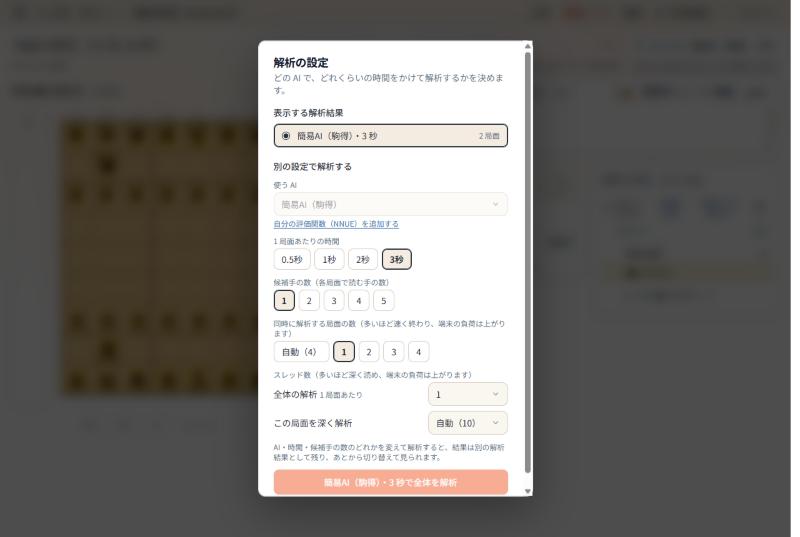 解析の設定
どの AI で、どれくらいの時間をかけて解析するかを決めま
す。
表示する解析結果
簡易AI（駒得）・3 秒 2 局面
別の設定で解析する
使う AI
簡易AI（駒得）
自分の評価関数（NNUE）を追加する
1 局面あたりの時間
0.5秒 1秒 2秒 3秒
候補手の数（各局面で読む手の数）
1 2 3 4 5
同時に解析する局面の数（多いほど速く終わり、端末の負荷は上がり
ます）
自動（4） 1 2 3 4
スレッド数（多いほど深く読め、端末の負荷は上がります）
全体の解析 1 局面あたり 1
この局面を深く解析 自動（10）
AI・時間・候補手の数のどれかを変えて解析すると、結果は別の解析
結果として残り、あとから切り替えて見られます。
簡易AI（駒得）・3 秒で全体を解析